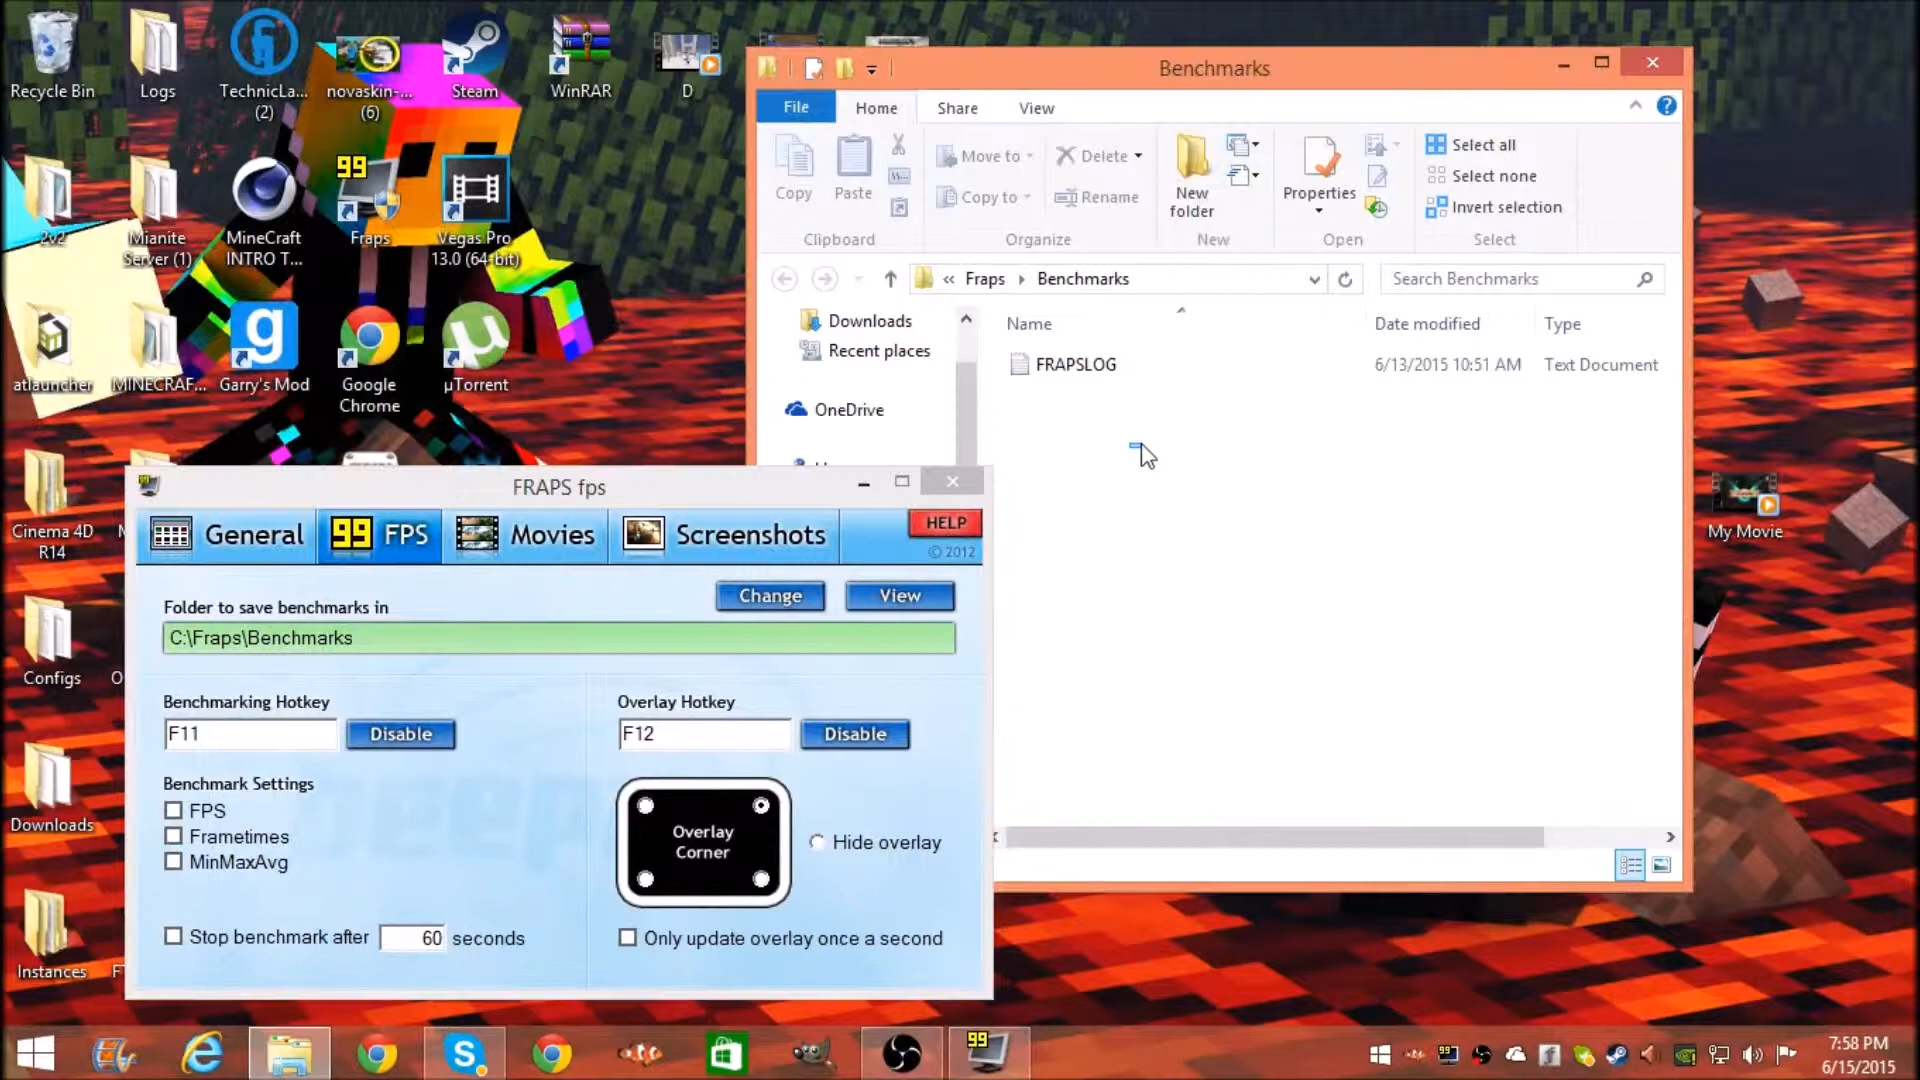 Recycle Bin
Logs
TechnicLa...
(2)
novaskin-...
(6)
Steam
WinRAR
D
2v2
Mianite
Server (1)
MineCraft
INTRO T...
99
Fraps
Vegas Pro
13.0 (64-bit)
atlauncher
MINECRAF...
Garry's Mod
Google
Chrome
µTorrent
Cinema 4D
R14
Configs
Downloads
Instances
My Movie
Benchmarks
File
Home
Share
View
Copy
Paste
Clipboard
Move to
Copy to
Delete
Rename
Organize
New
folder
New
Properties
Open
Select all
Select none
Invert selection
Select
« Fraps
Benchmarks
Search Benchmarks
Downloads
Recent places
OneDrive
Name
Date modified
Type
FRAPSLOG
6/13/2015 10:51 AM
Text Document
99
FRAPS fps
General
99 FPS
Movies
Screenshots
HELP
© 2012
Folder to save benchmarks in
Change
View
C:\Fraps\Benchmarks
Benchmarking Hotkey
F11
Disable
Overlay Hotkey
F12
Disable
Benchmark Settings
FPS
Frametimes
MinMaxAvg
Overlay
Corner
Hide overlay
Stop benchmark after 60 seconds
Only update overlay once a second
99
99
7:58 PM
6/15/2015